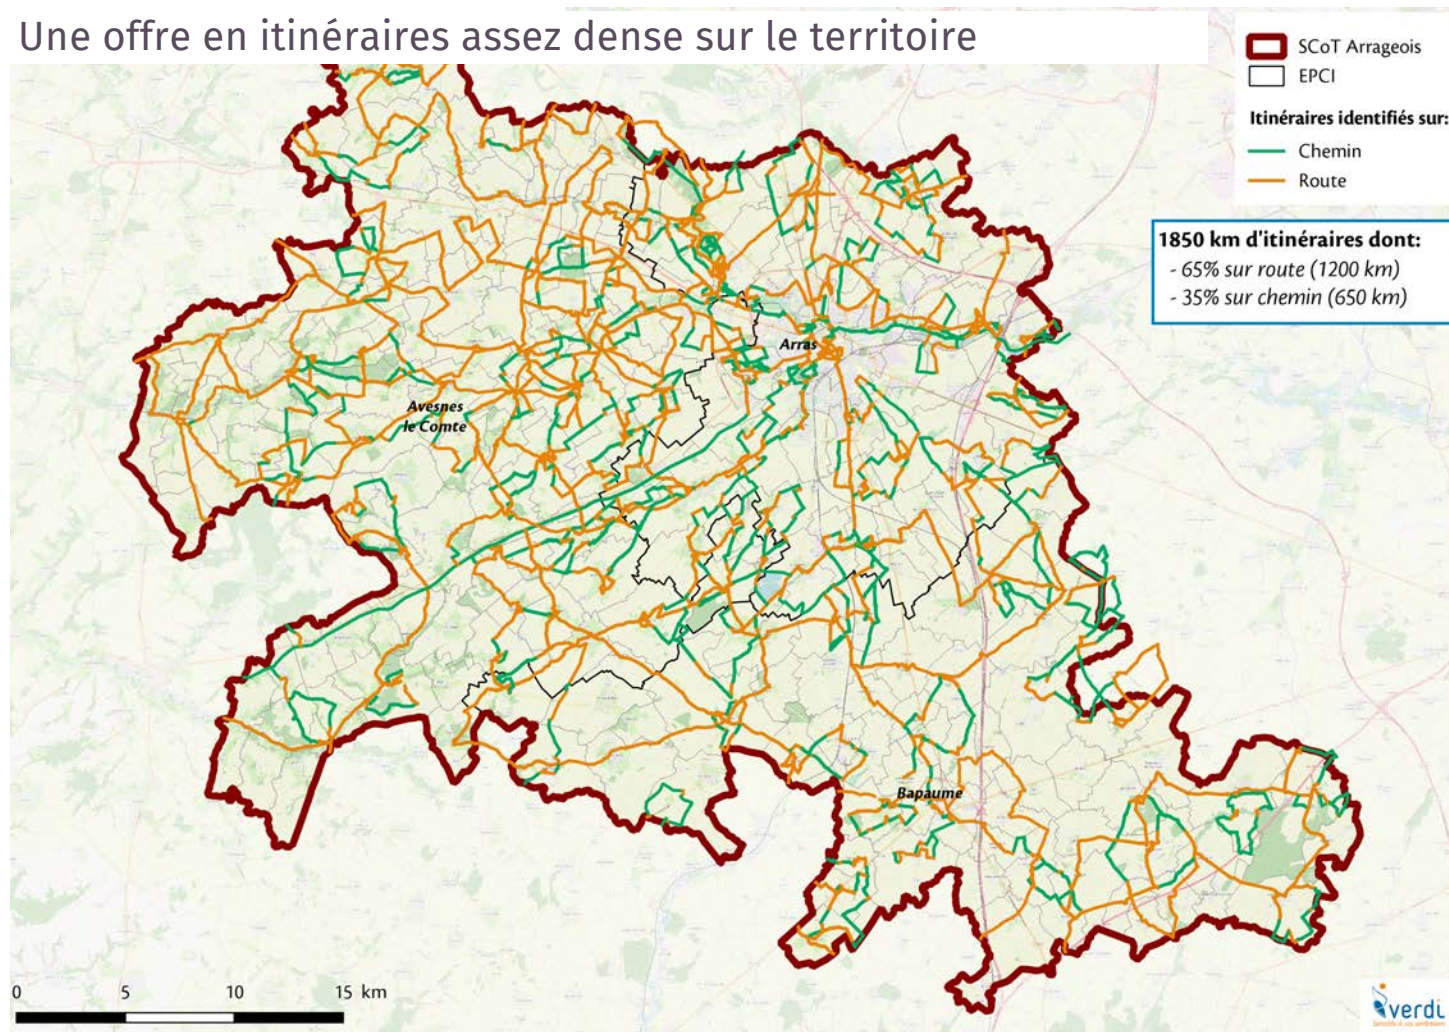 Une offre en itinéraires assez dense sur le territoire
SCoT Arrageois
EPCI
Itinéraires identifiés sur:
Chemin
Route
1850 km d'itinéraires dont:
- 65% sur route (1200 km)
- 35% sur chemin (650 km)
Arras
Avesnes
le Comte
Bapaume
0 5 10 15 km
verdi